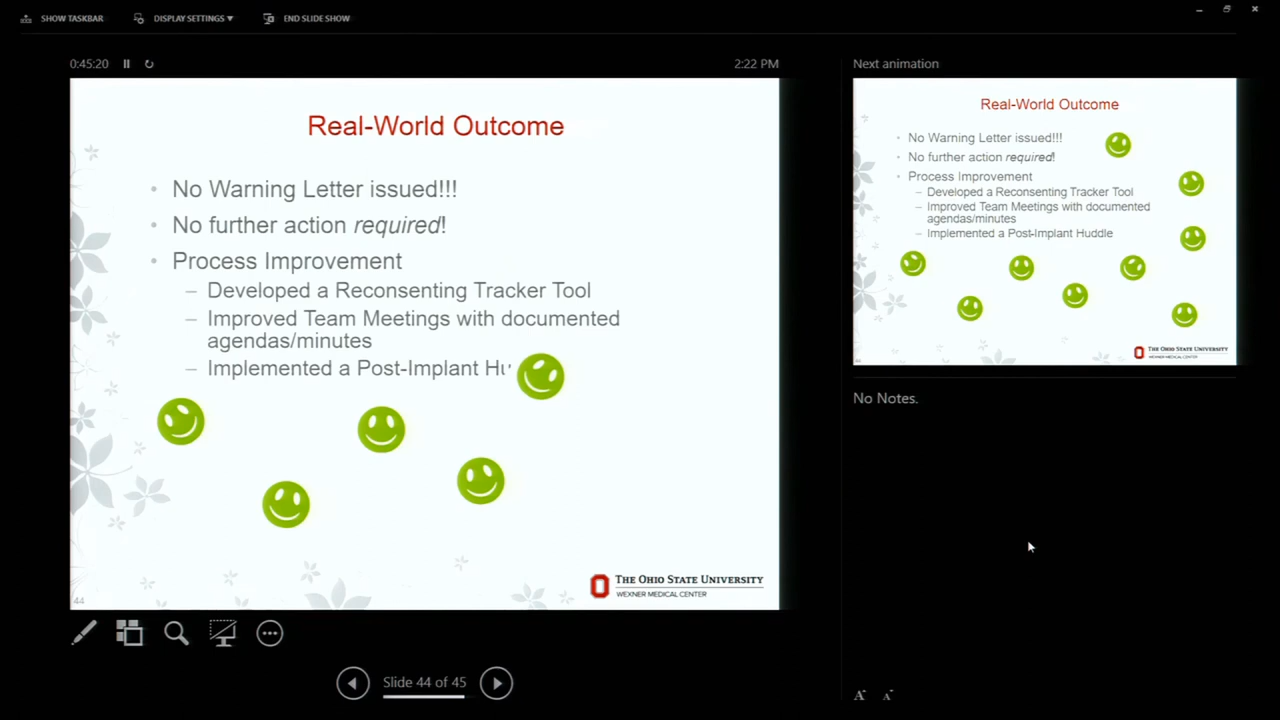 SHOW TASKBAR
DISPLAY SETTINGS ▼
END SLIDE SHOW
0:45:20
2:22 PM
Real-World Outcome
• No Warning Letter issued!!!
• No further action required!
• Process Improvement
– Developed a Reconsenting Tracker Tool
– Improved Team Meetings with documented
agendas/minutes
– Implemented a Post-Implant
THE OHIO STATE UNIVERSITY
WEXNER MEDICAL CENTER
44
Slide 44 of 45
Next animation
Real-World Outcome
• No Warning Letter issued!!!
• No further action required!
• Process Improvement
– Developed a Reconsenting Tracker Tool
– Improved Team Meetings with documented
agendas/minutes
– Implemented a Post-Implant Huddle
THE OHIO STATE UNIVERSITY
WEXNER MEDICAL CENTER
44
No Notes.
A A